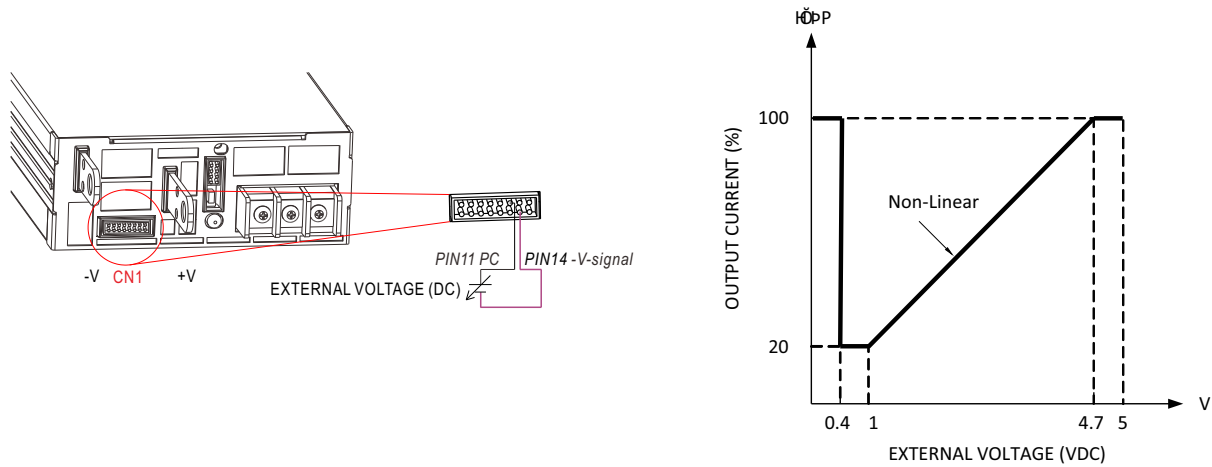 -V CN1 +V
PIN11 PC PIN14 -V-signal
EXTERNAL VOLTAGE (DC)
OUTPUT CURRENT (%)
100
20
Non-Linear
0.4 1 4.7 5
V
EXTERNAL VOLTAGE (VDC)